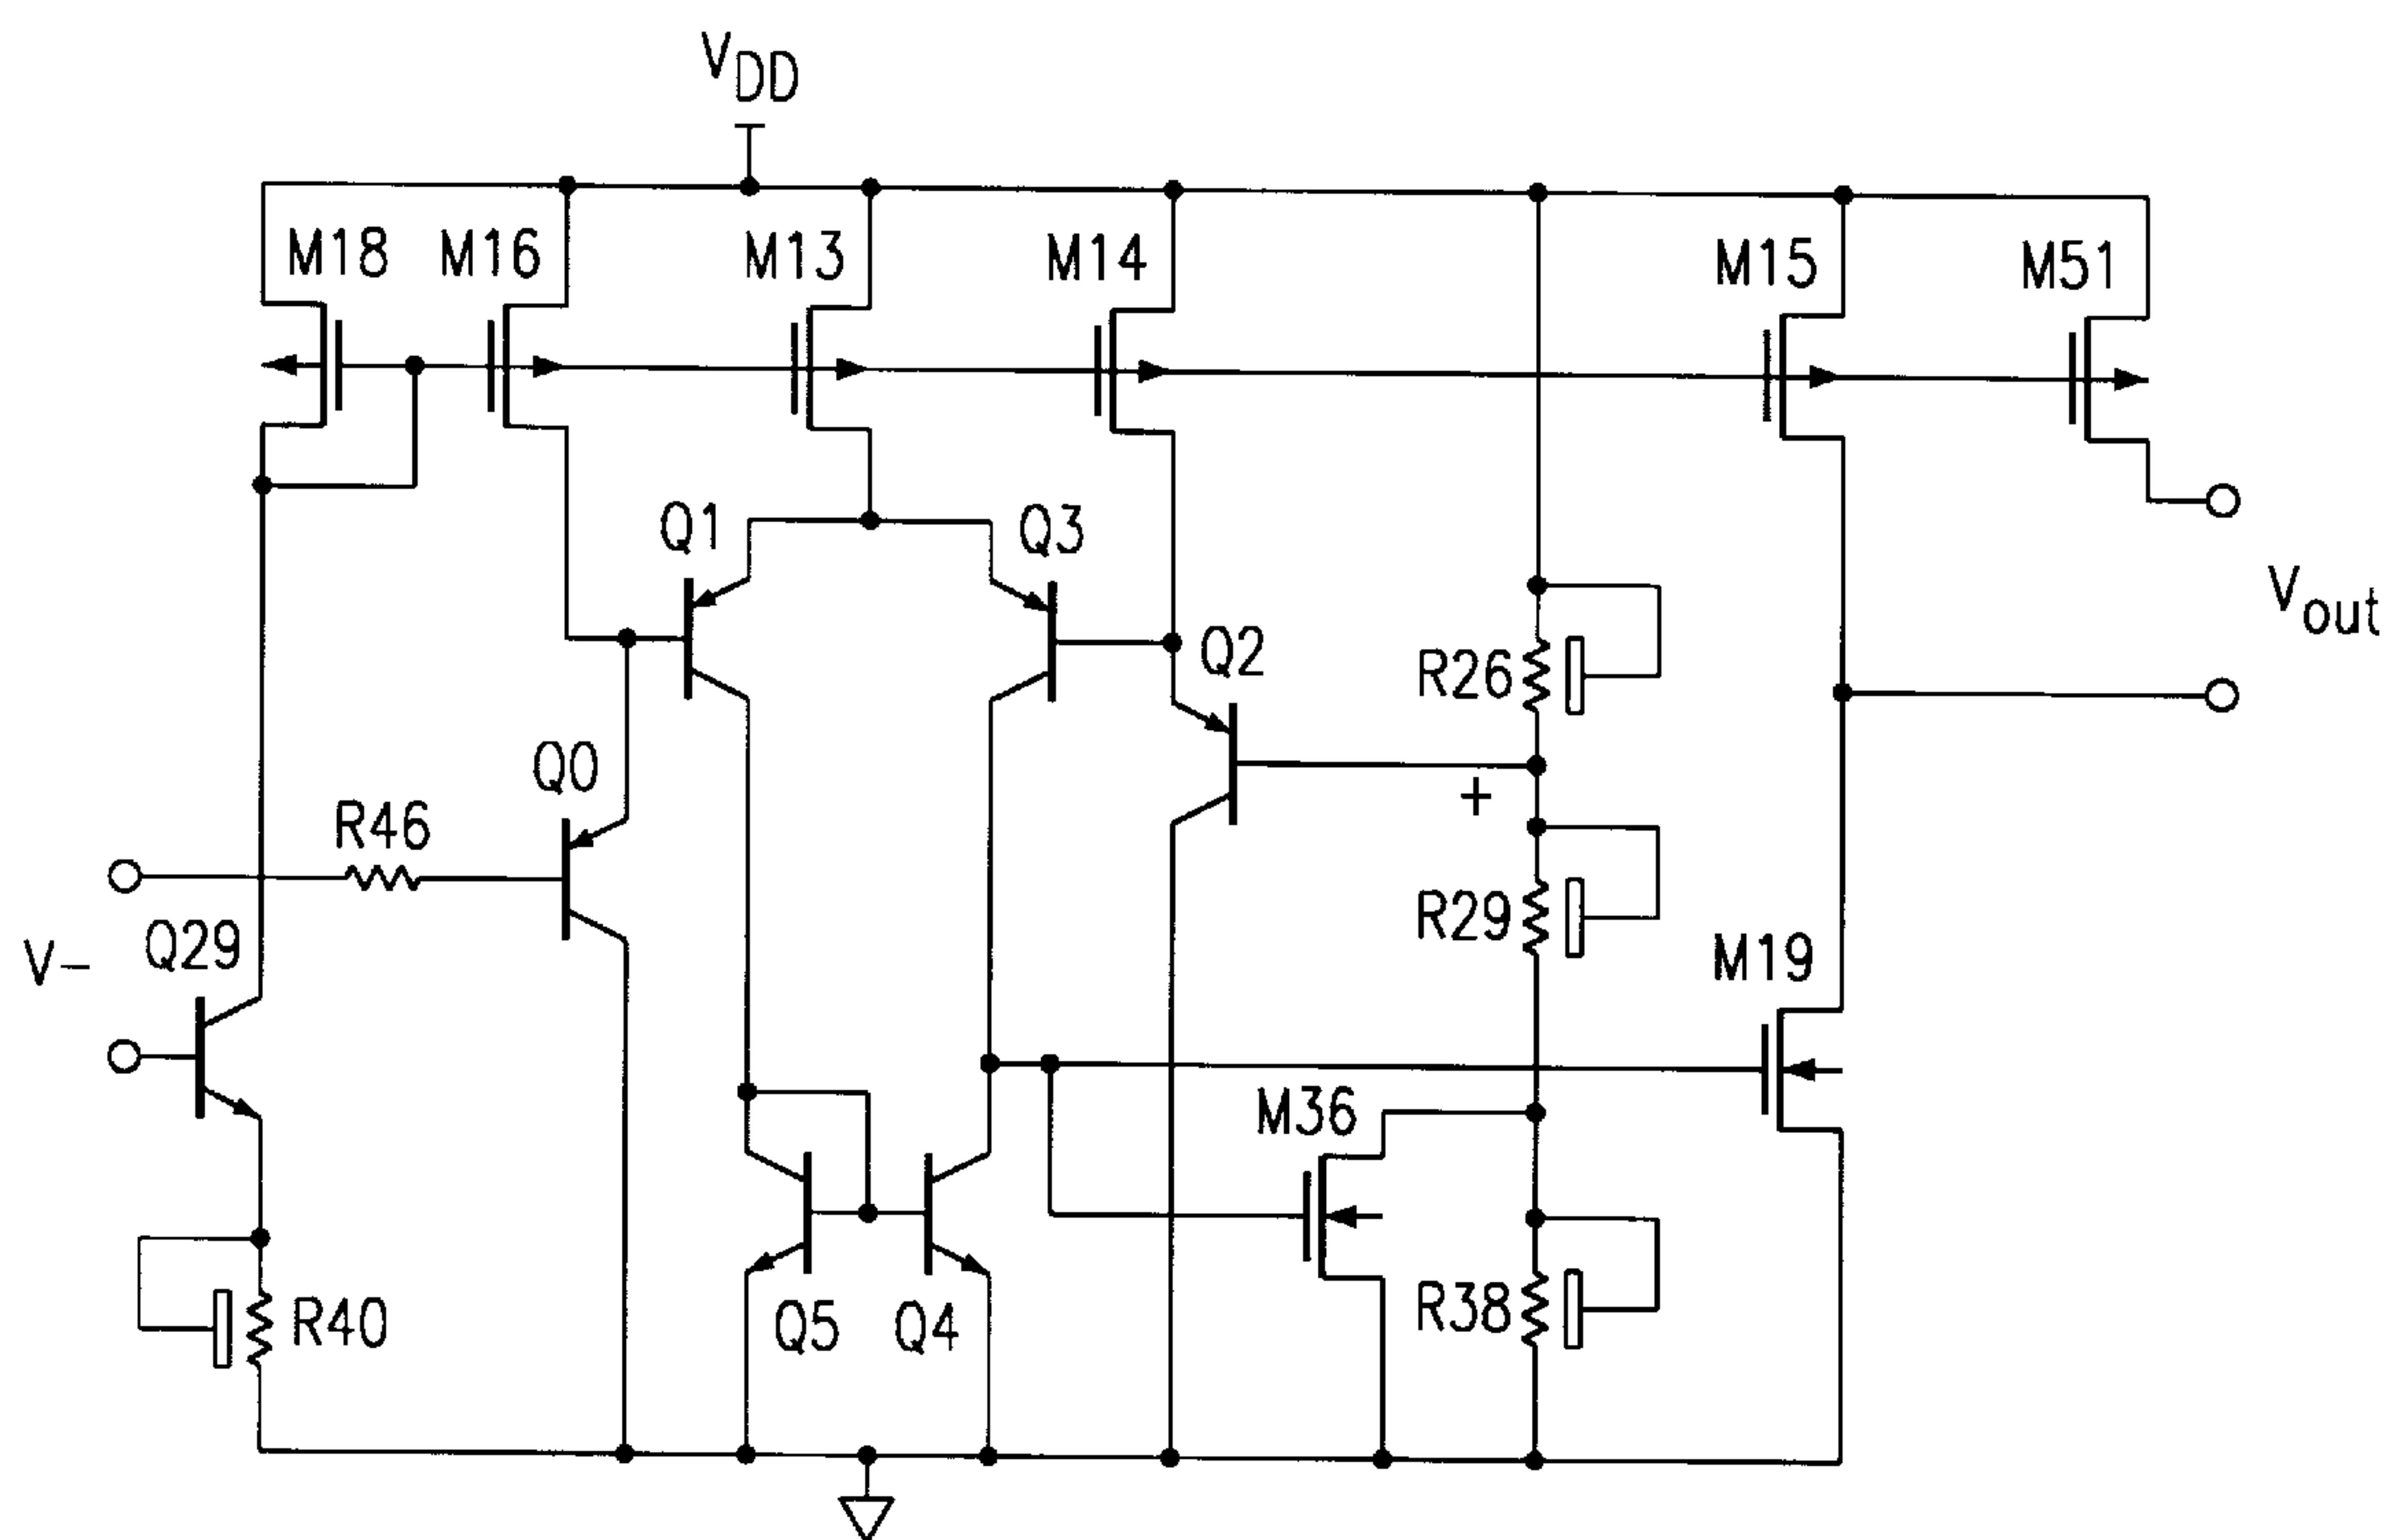 VDD
M18 M16 M13 M14 M15 M51
Q1 Q3
Vout
Q2
R26
Q0
+
R46
R29
Q29
V-
M19
M36
R40 Q5 Q4 R38